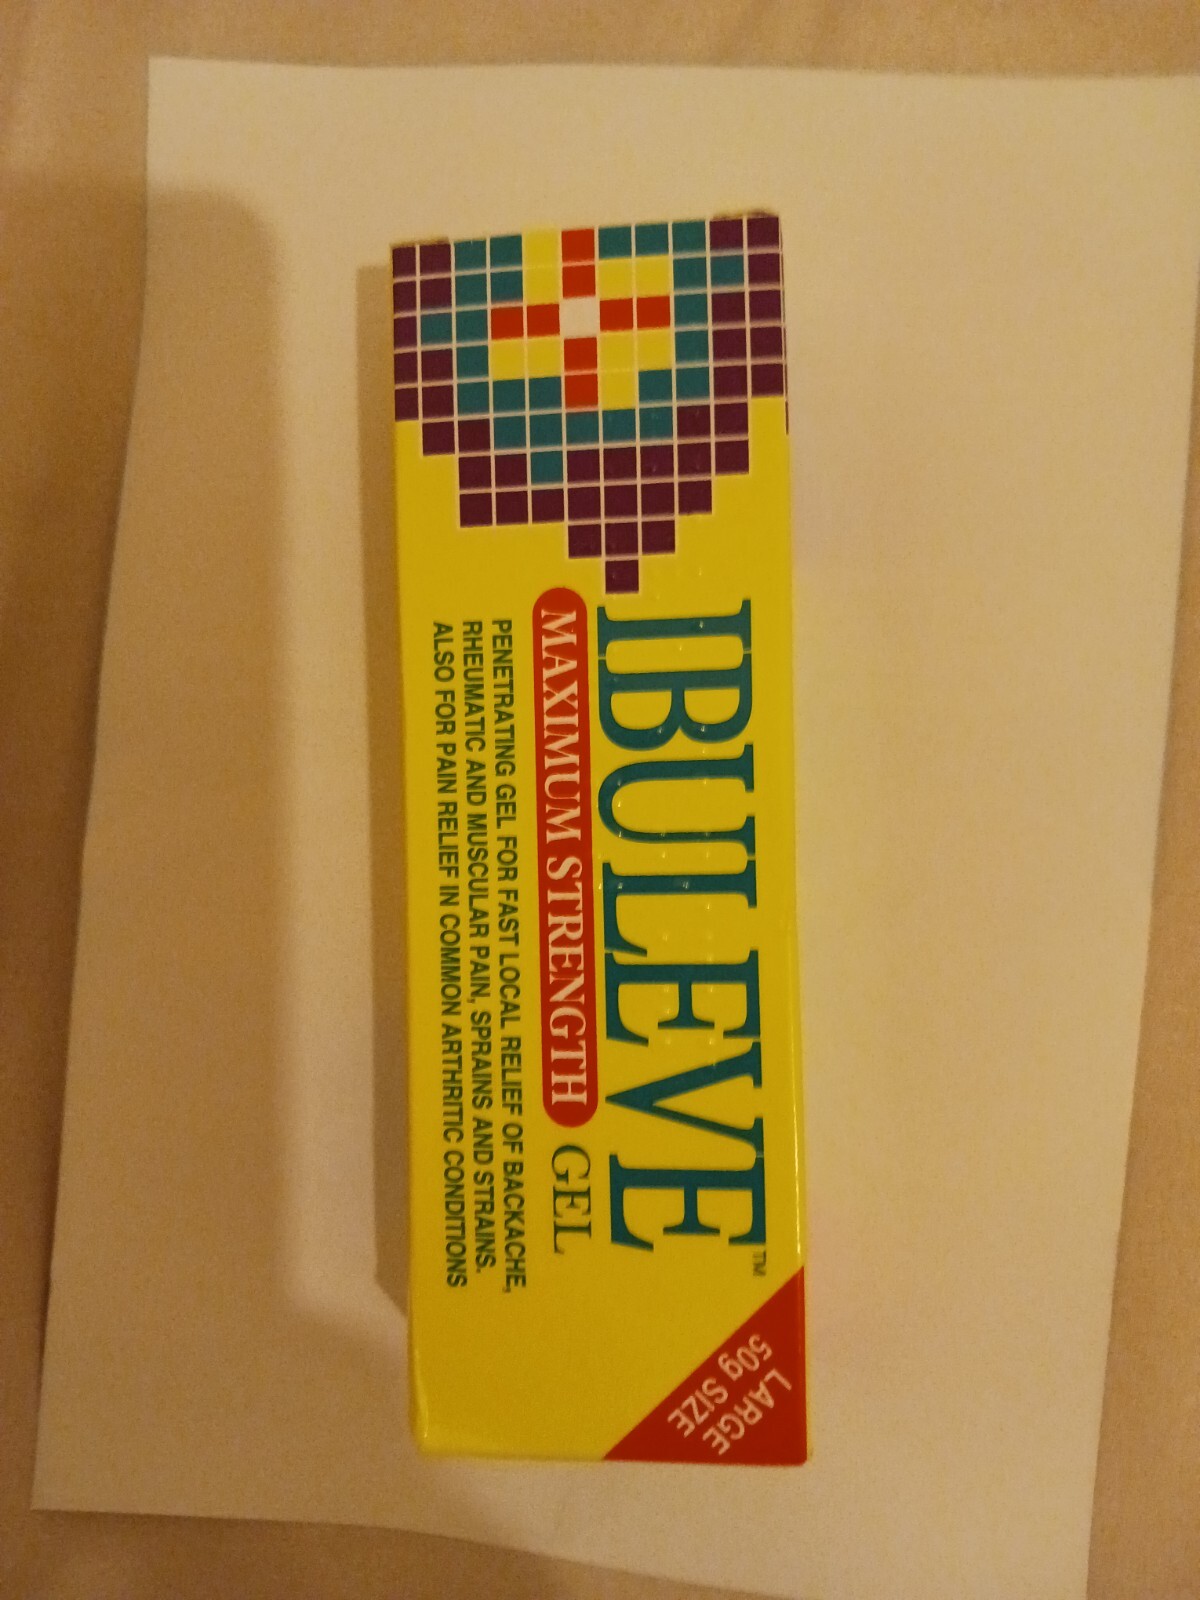 IBULEVE™
MAXIMUM STRENGTH GEL
PENETRATING GEL FOR FAST LOCAL RELIEF OF BACKACHE,
RHEUMATIC AND MUSCULAR PAIN, SPRAINS AND STRAINS.
ALSO FOR PAIN RELIEF IN COMMON ARTHRITIC CONDITIONS
LARGE
50g SIZE